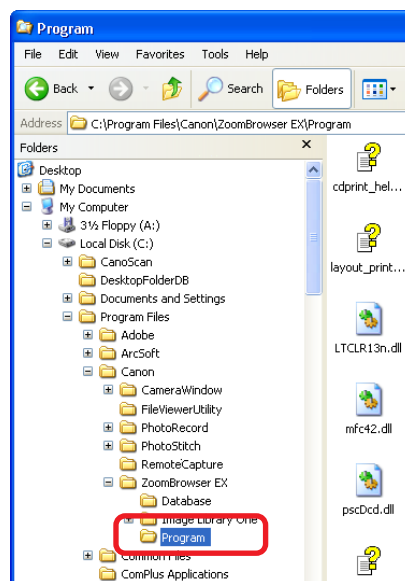 Program
File Edit View Favorites Tools Help
Back Search Folders
Address C:\Program Files\Canon\ZoomBrowser EX\Program
Folders x
Desktop
My Documents
My Computer
3½ Floppy (A:)
Local Disk (C:)
CanoScan
DesktopFolderDB
Documents and Settings
Program Files
Adobe
ArcSoft
Canon
CameraWindow
FileViewerUtility
PhotoRecord
PhotoStitch
RemoteCapture
ZoomBrowser EX
Database
Image Library One
Program
Common Files
ComPlus Applications
cdprint_hel...
layout_print...
LTCLR13n.dll
mfc42.dll
pscDcd.dll